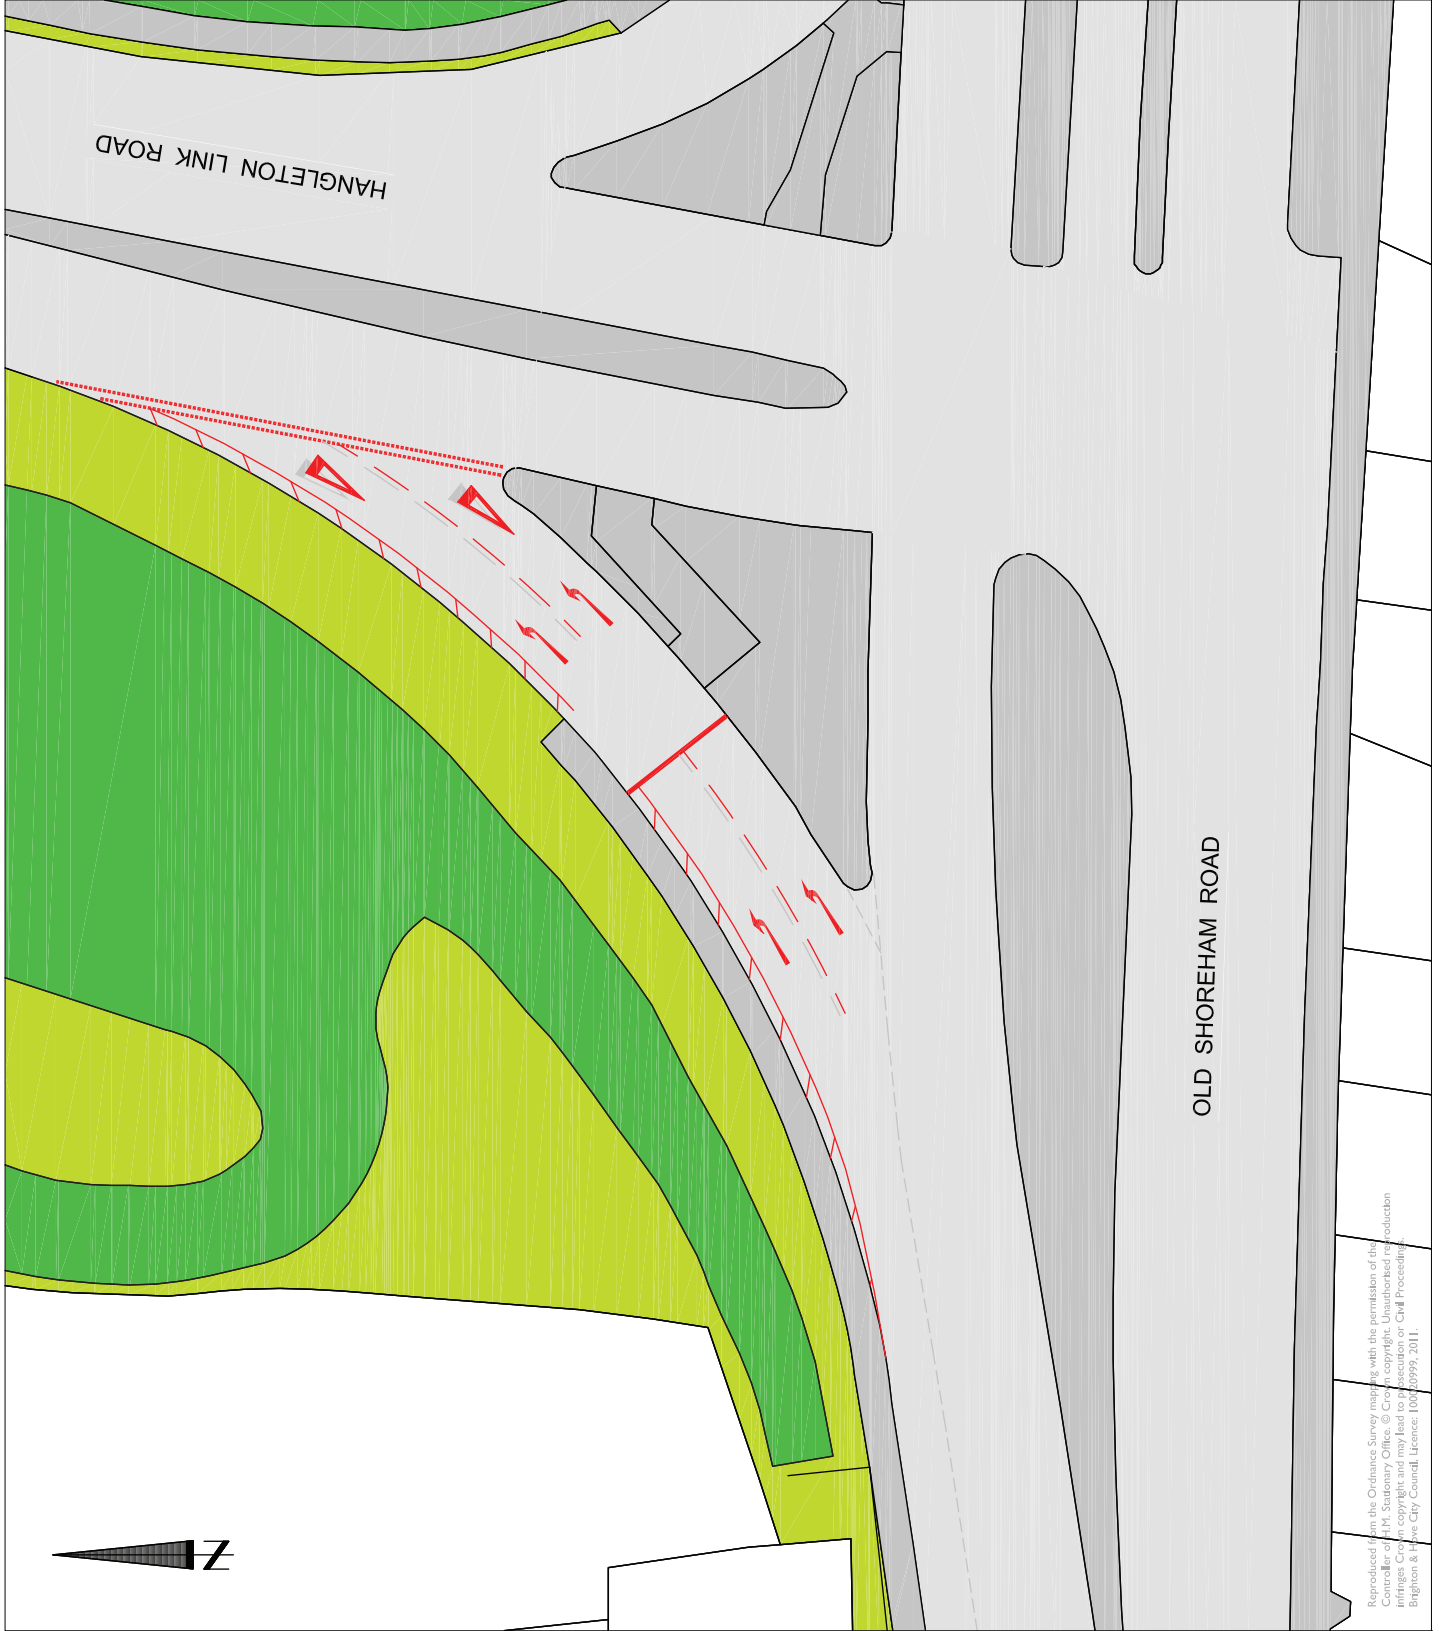 HANGLETON LINK ROAD
OLD SHOREHAM ROAD
N
Reproduced from the Ordnance Survey mapping with the permission of the
Controller of H.M. Stationary Office. © Crown copyright. Unauthorised reproduction
infringes Crown copyright and may lead to prosecution or Civil Proceedings.
Brighton & Hove City Council. Licence: 100020999, 2011.